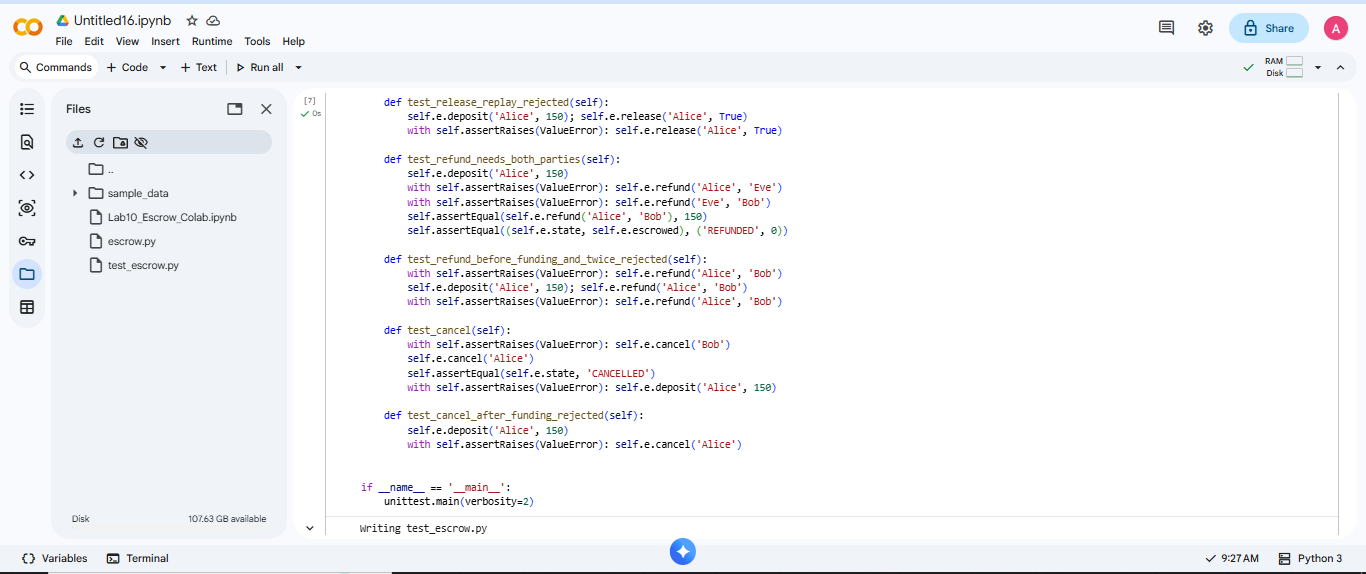 Untitled16.ipynb
File Edit View Insert Runtime Tools Help
Share
A
Commands + Code + Text Run all
RAM
Disk
Files
..
sample_data
Lab10_Escrow_Colab.ipynb
escrow.py
test_escrow.py
Disk 107.63 GB available
[7]
0s
def test_release_replay_rejected(self):
self.e.deposit('Alice', 150); self.e.release('Alice', True)
with self.assertRaises(ValueError): self.e.release('Alice', True)
def test_refund_needs_both_parties(self):
self.e.deposit('Alice', 150)
with self.assertRaises(ValueError): self.e.refund('Alice', 'Eve')
with self.assertRaises(ValueError): self.e.refund('Eve', 'Bob')
self.assertEqual(self.e.refund('Alice', 'Bob'), 150)
self.assertEqual((self.e.state, self.e.escrowed), ('REFUNDED', 0))
def test_refund_before_funding_and_twice_rejected(self):
with self.assertRaises(ValueError): self.e.refund('Alice', 'Bob')
self.e.deposit('Alice', 150); self.e.refund('Alice', 'Bob')
with self.assertRaises(ValueError): self.e.refund('Alice', 'Bob')
def test_cancel(self):
with self.assertRaises(ValueError): self.e.cancel('Bob')
self.e.cancel('Alice')
self.assertEqual(self.e.state, 'CANCELLED')
with self.assertRaises(ValueError): self.e.deposit('Alice', 150)
def test_cancel_after_funding_rejected(self):
self.e.deposit('Alice', 150)
with self.assertRaises(ValueError): self.e.cancel('Alice')
if __name__ == '__main__':
unittest.main(verbosity=2)
Writing test_escrow.py
Variables Terminal
9:27 AM Python 3